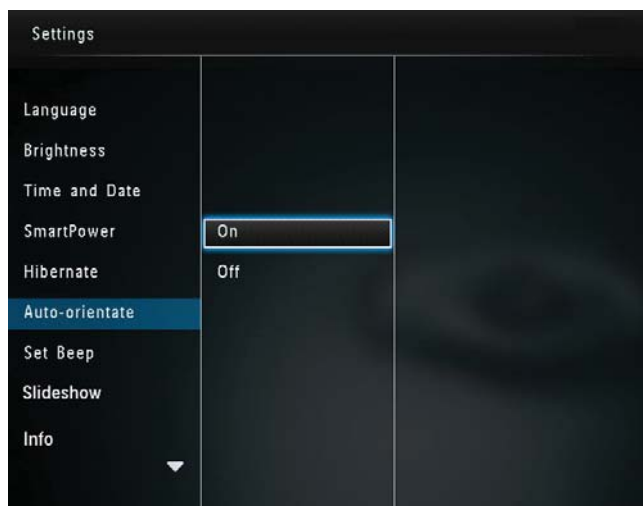 Settings
Language
Brightness
Time and Date
SmartPower
On
Hibernate
Off
Auto-orientate
Set Beep
Slideshow
Info